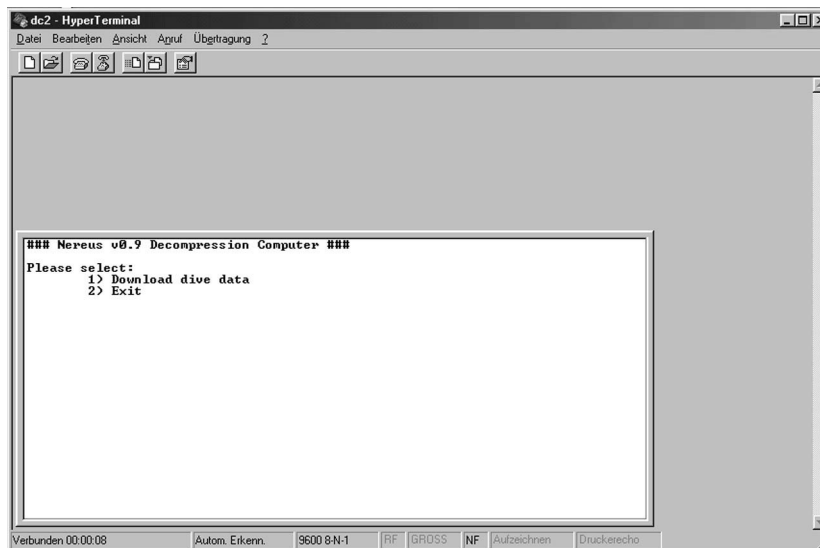 dc2 - HyperTerminal
Datei Bearbeiten Ansicht Anruf Übertragung ?
### Nereus v0.9 Decompression Computer ###
Please select:
1) Download dive data
2) Exit
Verbunden 00:00:08 Autom. Erkenn. 9600 8-N-1 RF GROSS NF Aufzeichnen Druckerecho